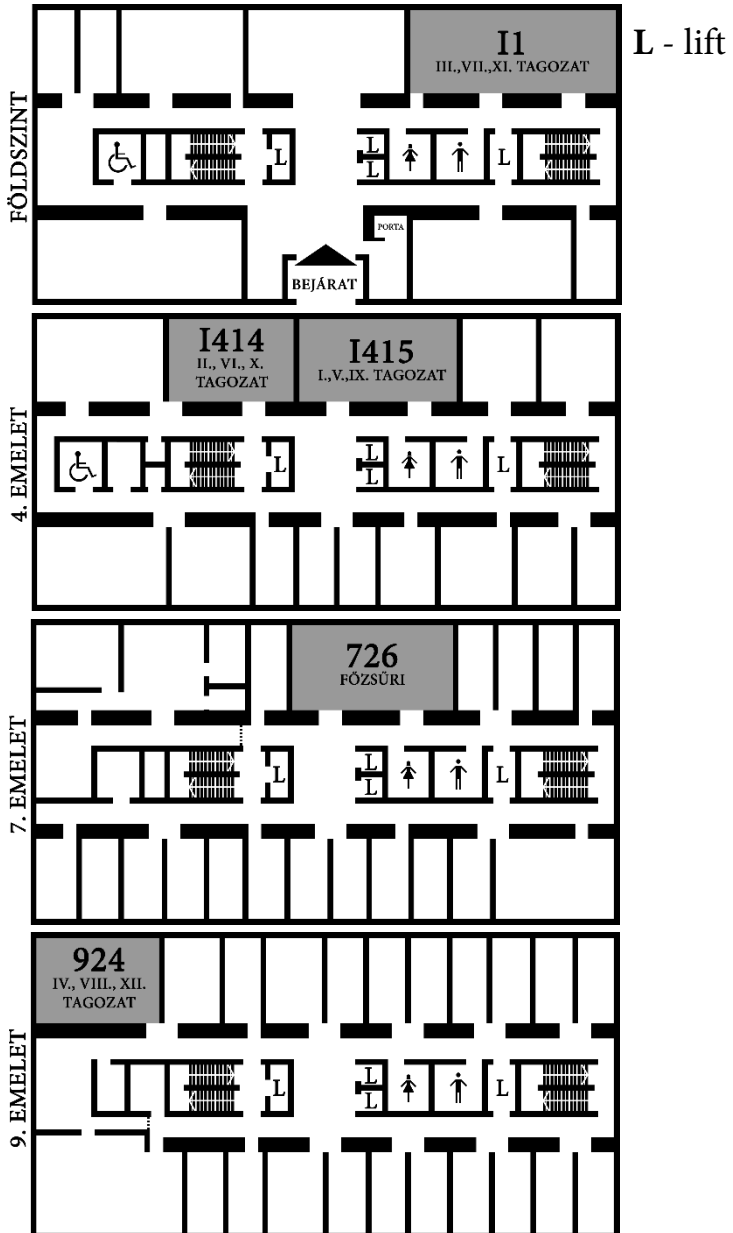 L - lift
FÖLDSZINT
I1
III.,VII.,XI. TAGOZAT
L
L
L
L
PORTA
BEJÁRAT
4. EMELET
I414
II., VI., X.
TAGOZAT
I415
I.,V.,IX. TAGOZAT
L
L
L
L
7. EMELET
726
FŐZSŰRI
L
L
L
L
9. EMELET
924
IV., VIII., XII.
TAGOZAT
L
L
L
L